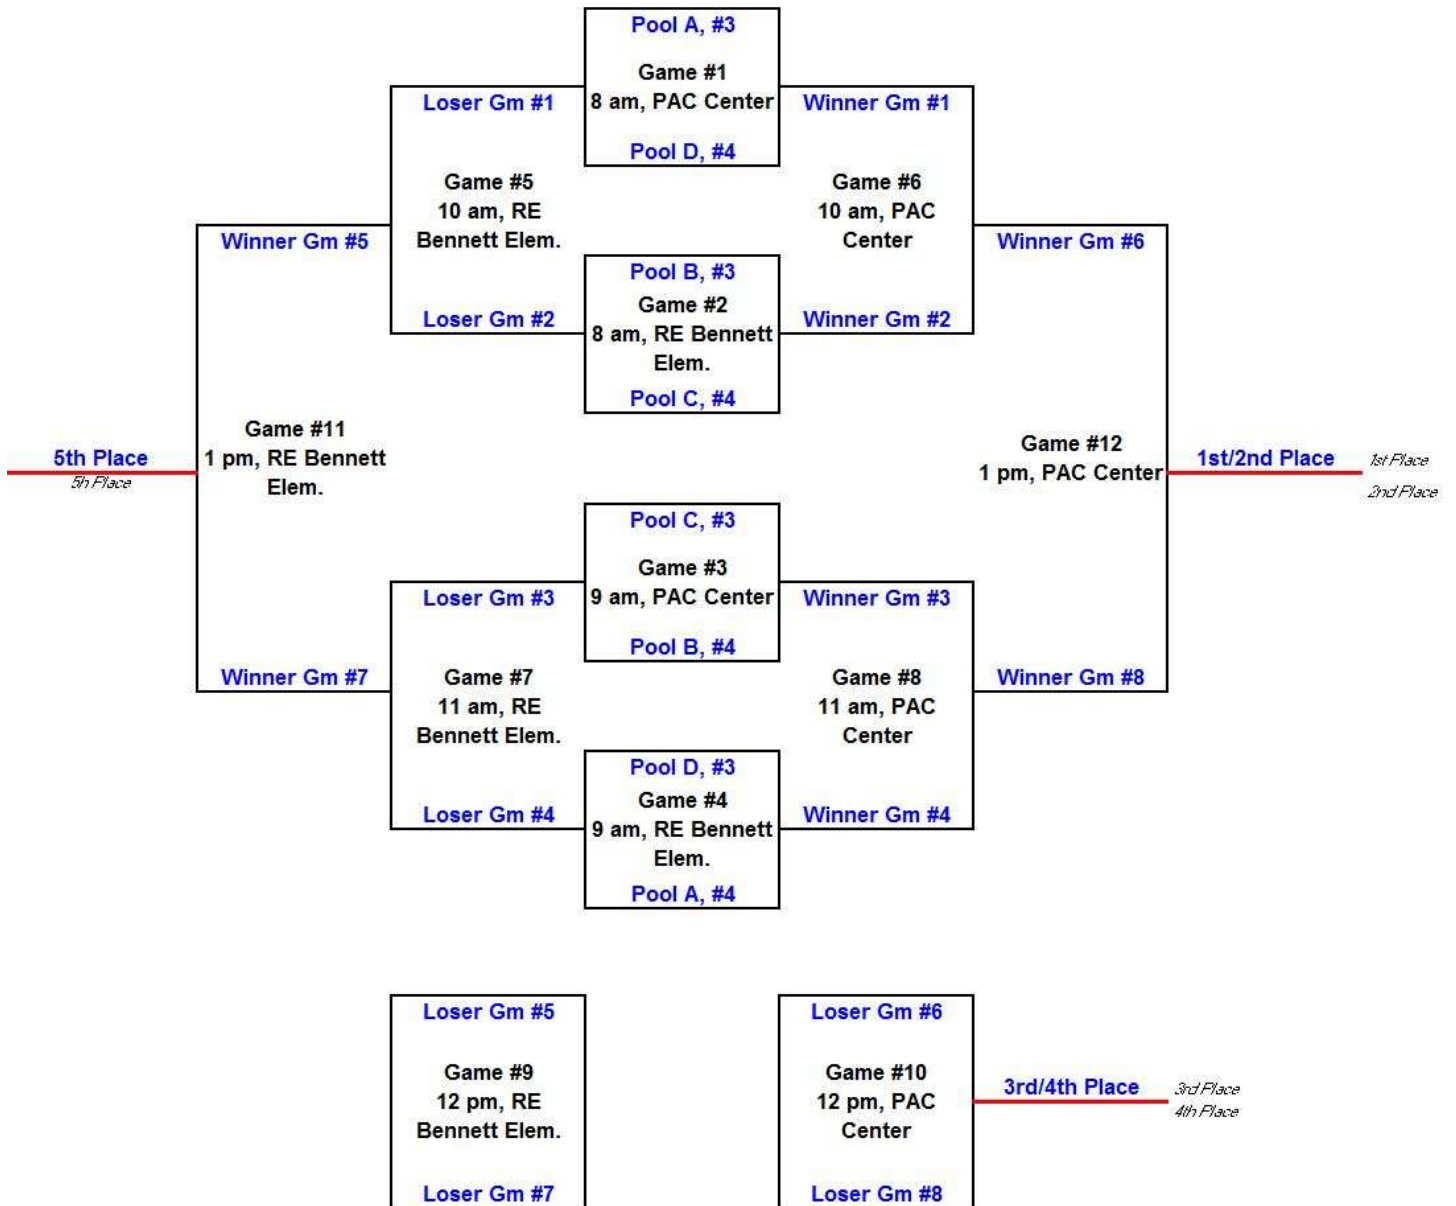 Pool A, #3
Game #1
8 am, PAC Center
Pool D, #4
Loser Gm #1
Winner Gm #1
Game #5
10 am, RE
Bennett Elem.
Game #6
10 am, PAC
Center
Winner Gm #5
Winner Gm #6
Pool B, #3
Game #2
8 am, RE Bennett
Elem.
Pool C, #4
Loser Gm #2
Winner Gm #2
Game #11
1 pm, RE Bennett
Elem.
5th Place
5h Place
Game #12
1 pm, PAC Center
1st/2nd Place
1st Place
2nd Place
Pool C, #3
Game #3
9 am, PAC Center
Pool B, #4
Loser Gm #3
Winner Gm #3
Winner Gm #7
Game #7
11 am, RE
Bennett Elem.
Game #8
11 am, PAC
Center
Winner Gm #8
Pool D, #3
Game #4
9 am, RE Bennett
Elem.
Pool A, #4
Loser Gm #4
Winner Gm #4
Loser Gm #5
Game #9
12 pm, RE
Bennett Elem.
Loser Gm #7
Loser Gm #6
Game #10
12 pm, PAC
Center
Loser Gm #8
3rd/4th Place
3rd Place
4th Place